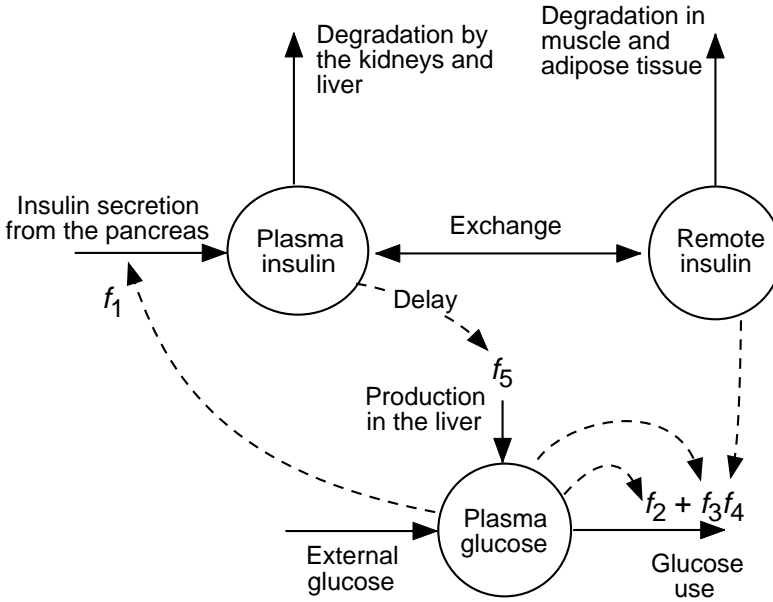 Degradation by
the kidneys and
liver
Degradation in
muscle and
adipose tissue
Insulin secretion
from the pancreas
Plasma
insulin
Exchange
Remote
insulin
f1
Delay
f5
Production
in the liver
f2 + f3f4
Plasma
glucose
External
glucose
Glucose
use